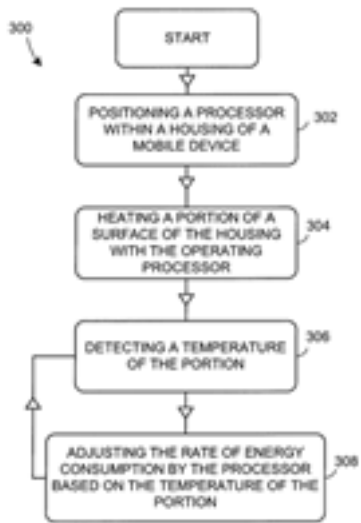 300
START
POSITIONING A PROCESSOR
WITHIN A HOUSING OF A
MOBILE DEVICE
302
HEATING A PORTION OF A
SURFACE OF THE HOUSING
WITH THE OPERATING
PROCESSOR
304
DETECTING A TEMPERATURE
OF THE PORTION
306
ADJUSTING THE RATE OF ENERGY
CONSUMPTION BY THE PROCESSOR
BASED ON THE TEMPERATURE OF THE
PORTION
308